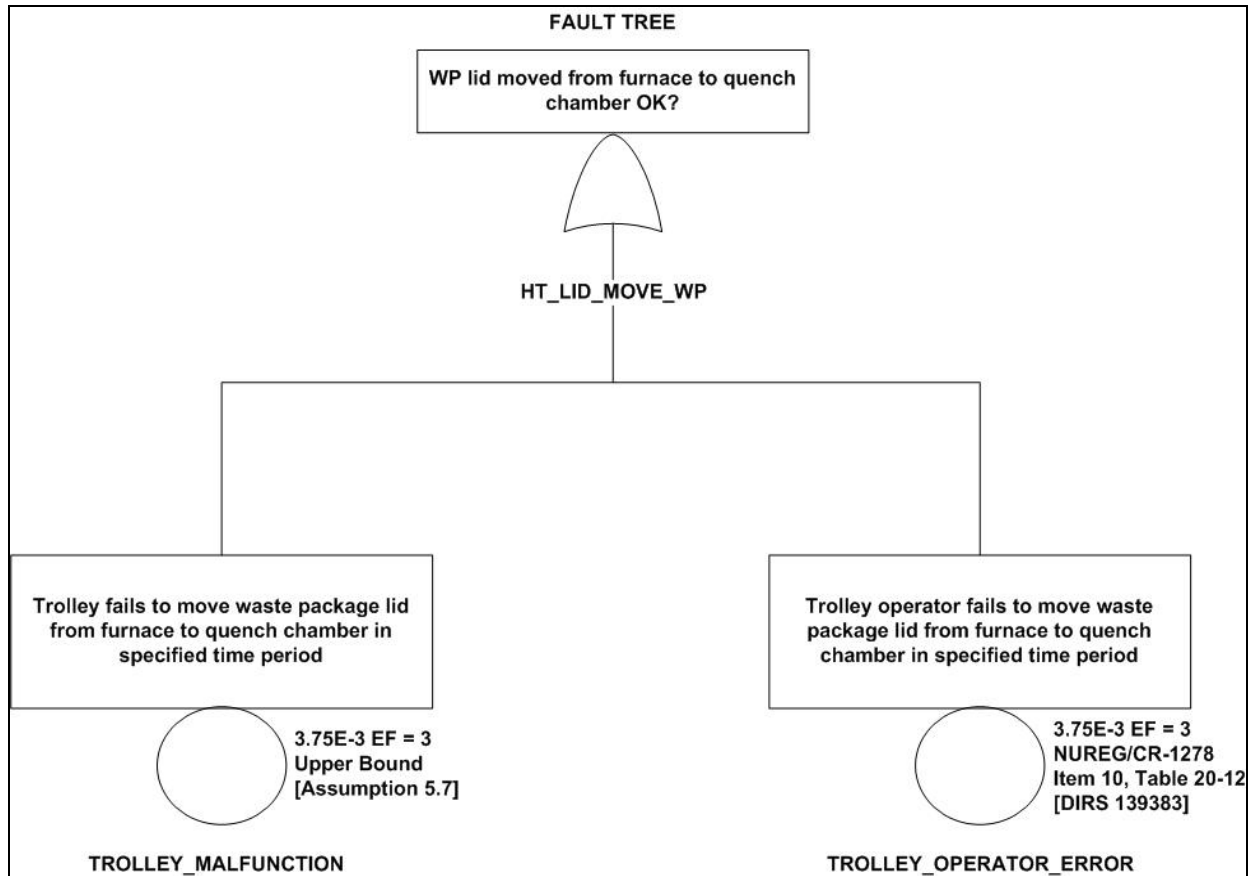 FAULT TREE
WP lid moved from furnace to quench
chamber OK?
HT_LID_MOVE_WP
Trolley fails to move waste package lid
from furnace to quench chamber in
specified time period
3.75E-3 EF = 3
Upper Bound
[Assumption 5.7]
TROLLEY_MALFUNCTION
Trolley operator fails to move waste
package lid from furnace to quench
chamber in specified time period
3.75E-3 EF = 3
NUREG/CR-1278
Item 10, Table 20-12
[DIRS 139383]
TROLLEY_OPERATOR_ERROR